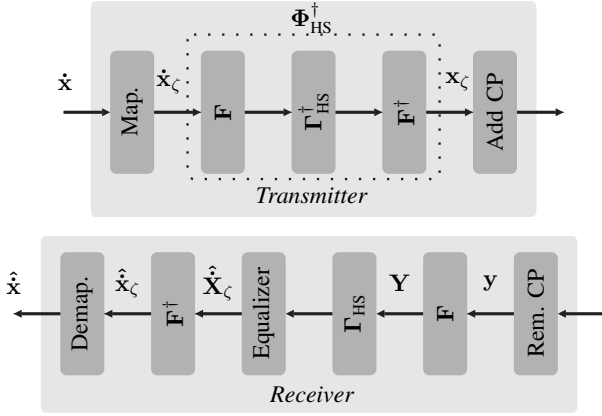 Φ†HS
ẋ
Map.
ẋζ
F
Γ†HS
F†
xζ
Add CP
Transmitter
ẋ̂
Demap.
ẋ̂ζ
F†
Ẋ̂ζ
Equalizer
ΓHS
Y
F
y
Rem. CP
Receiver